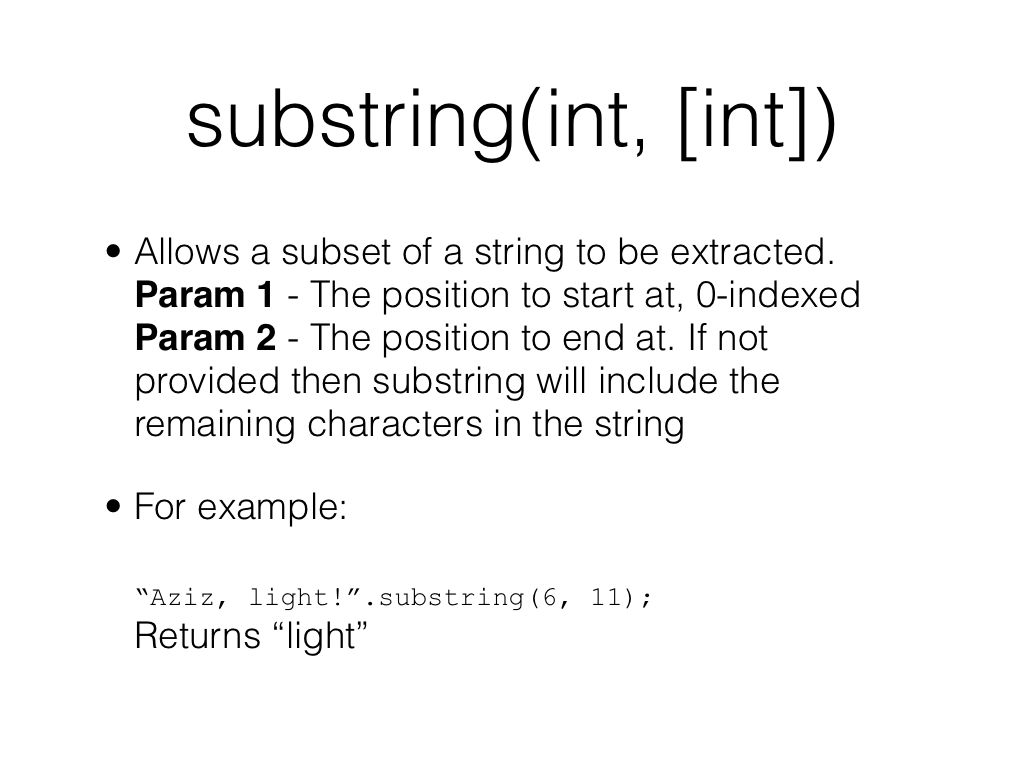 substring(int, [int])
• Allows a subset of a string to be extracted.
Param 1 - The position to start at, 0-indexed
Param 2 - The position to end at. If not
provided then substring will include the
remaining characters in the string
• For example:
“Aziz, light!”.substring(6, 11);
Returns “light”